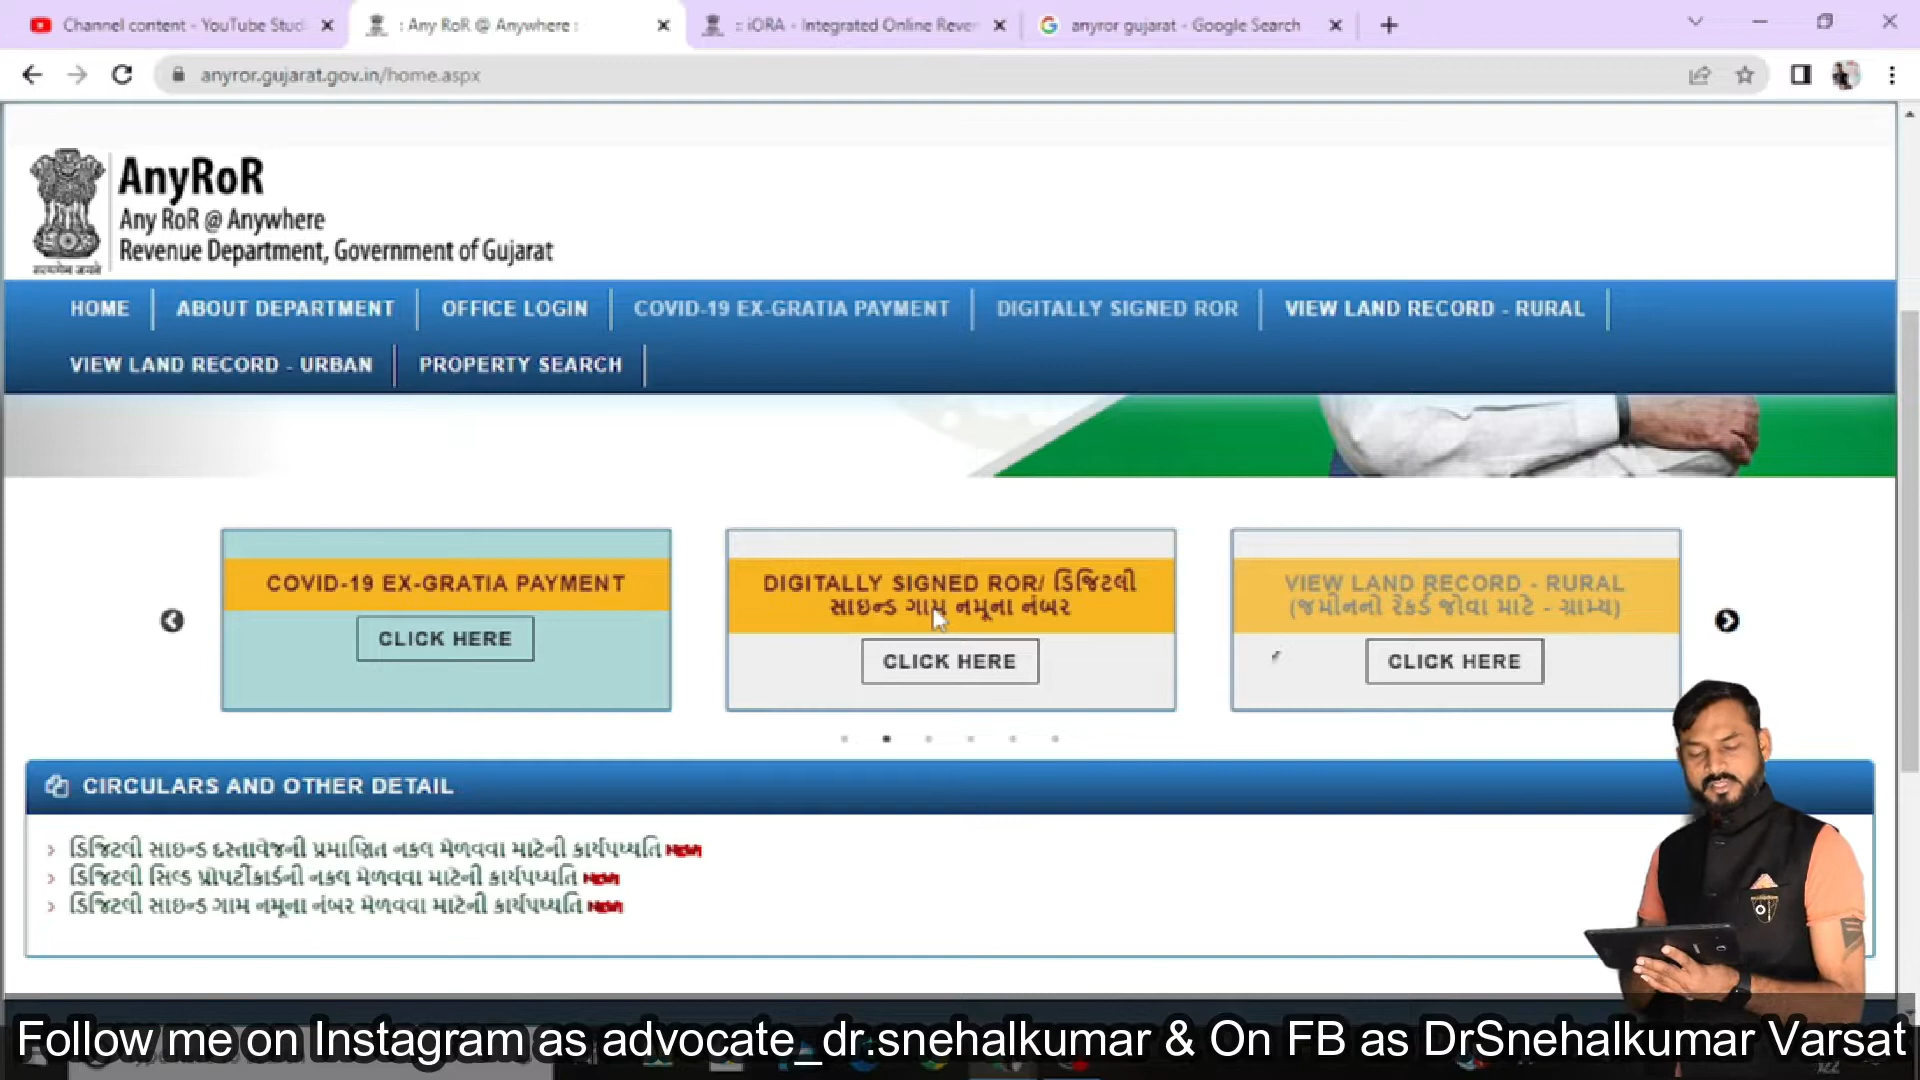 Channel content - YouTube Stud
: Any RoR @ Anywhere :
:: iORA - Integrated Online Reven
anyror gujarat - Google Search
anyror.gujarat.gov.in/home.aspx
AnyRoR
Any RoR @ Anywhere
Revenue Department, Government of Gujarat
सत्यमेव जयते
HOME
ABOUT DEPARTMENT
OFFICE LOGIN
COVID-19 EX-GRATIA PAYMENT
DIGITALLY SIGNED ROR
VIEW LAND RECORD - RURAL
VIEW LAND RECORD - URBAN
PROPERTY SEARCH
COVID-19 EX-GRATIA PAYMENT
CLICK HERE
DIGITALLY SIGNED ROR/ ડિજિટલી
સાઇન્ડ ગામ નમૂના નંબર
CLICK HERE
VIEW LAND RECORD - RURAL
(જમીનનો રેકર્ડ જોવા માટે - ગ્રામ્ય)
CLICK HERE
CIRCULARS AND OTHER DETAIL
ડિજિટલી સાઇન્ડ દસ્તાવેજની પ્રમાણિત નકલ મેળવવા માટેની કાર્યપધ્ધતિ NEW!
ડિજિટલી સિલ્ડ પ્રોપર્ટીકાર્ડની નકલ મેળવવા માટેની કાર્યપધ્ધતિ NEW!
ડિજિટલી સાઇન્ડ ગામ નમૂના નંબર મેળવવા માટેની કાર્યપધ્ધતિ NEW!
Follow me on Instagram as advocate_dr.snehalkumar & On FB as DrSnehalkumar Varsat